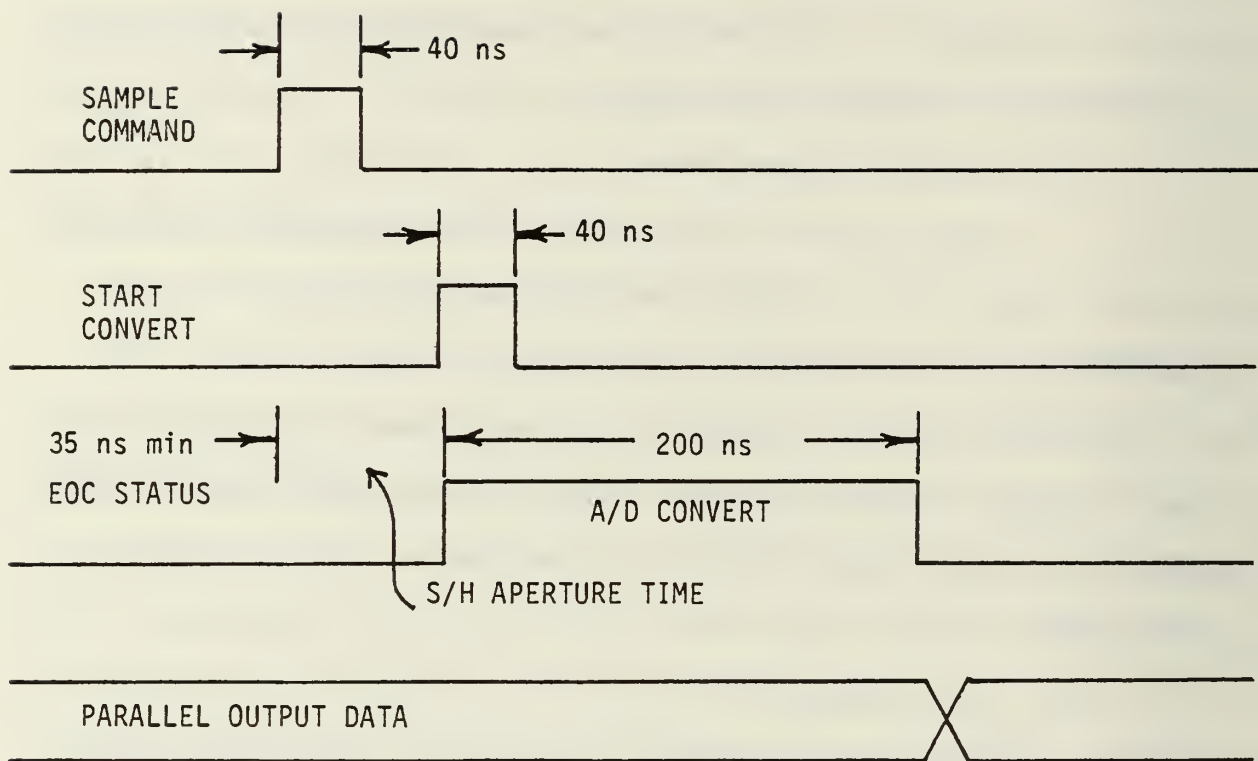 40 ns
SAMPLE
COMMAND
40 ns
START
CONVERT
35 ns min
200 ns
EOC STATUS
A/D CONVERT
S/H APERTURE TIME
PARALLEL OUTPUT DATA